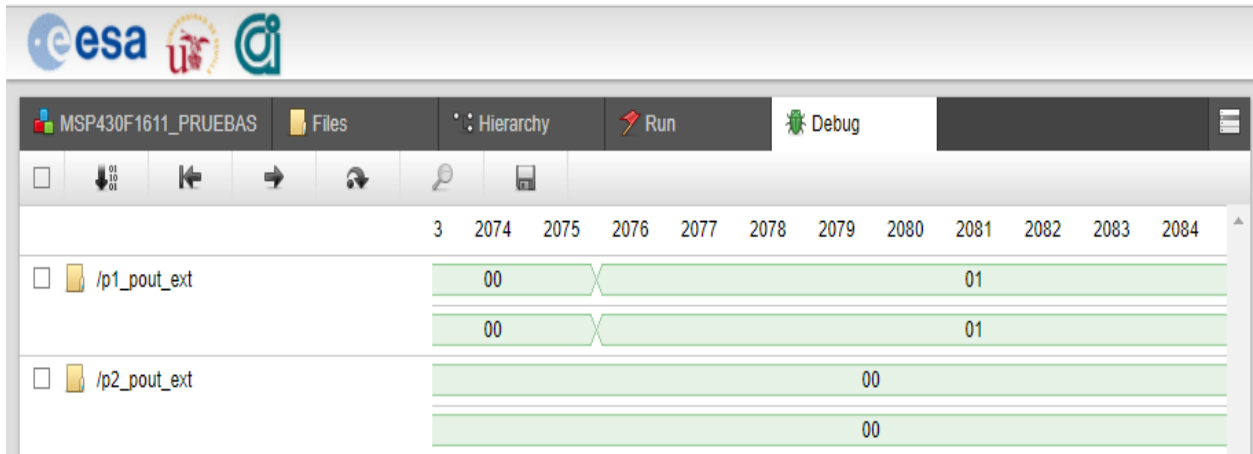 esa
MSP430F1611_PRUEBAS Files Hierarchy Run Debug
3 2074 2075 2076 2077 2078 2079 2080 2081 2082 2083 2084
/p1_pout_ext 00 01
00 01
/p2_pout_ext 00
00